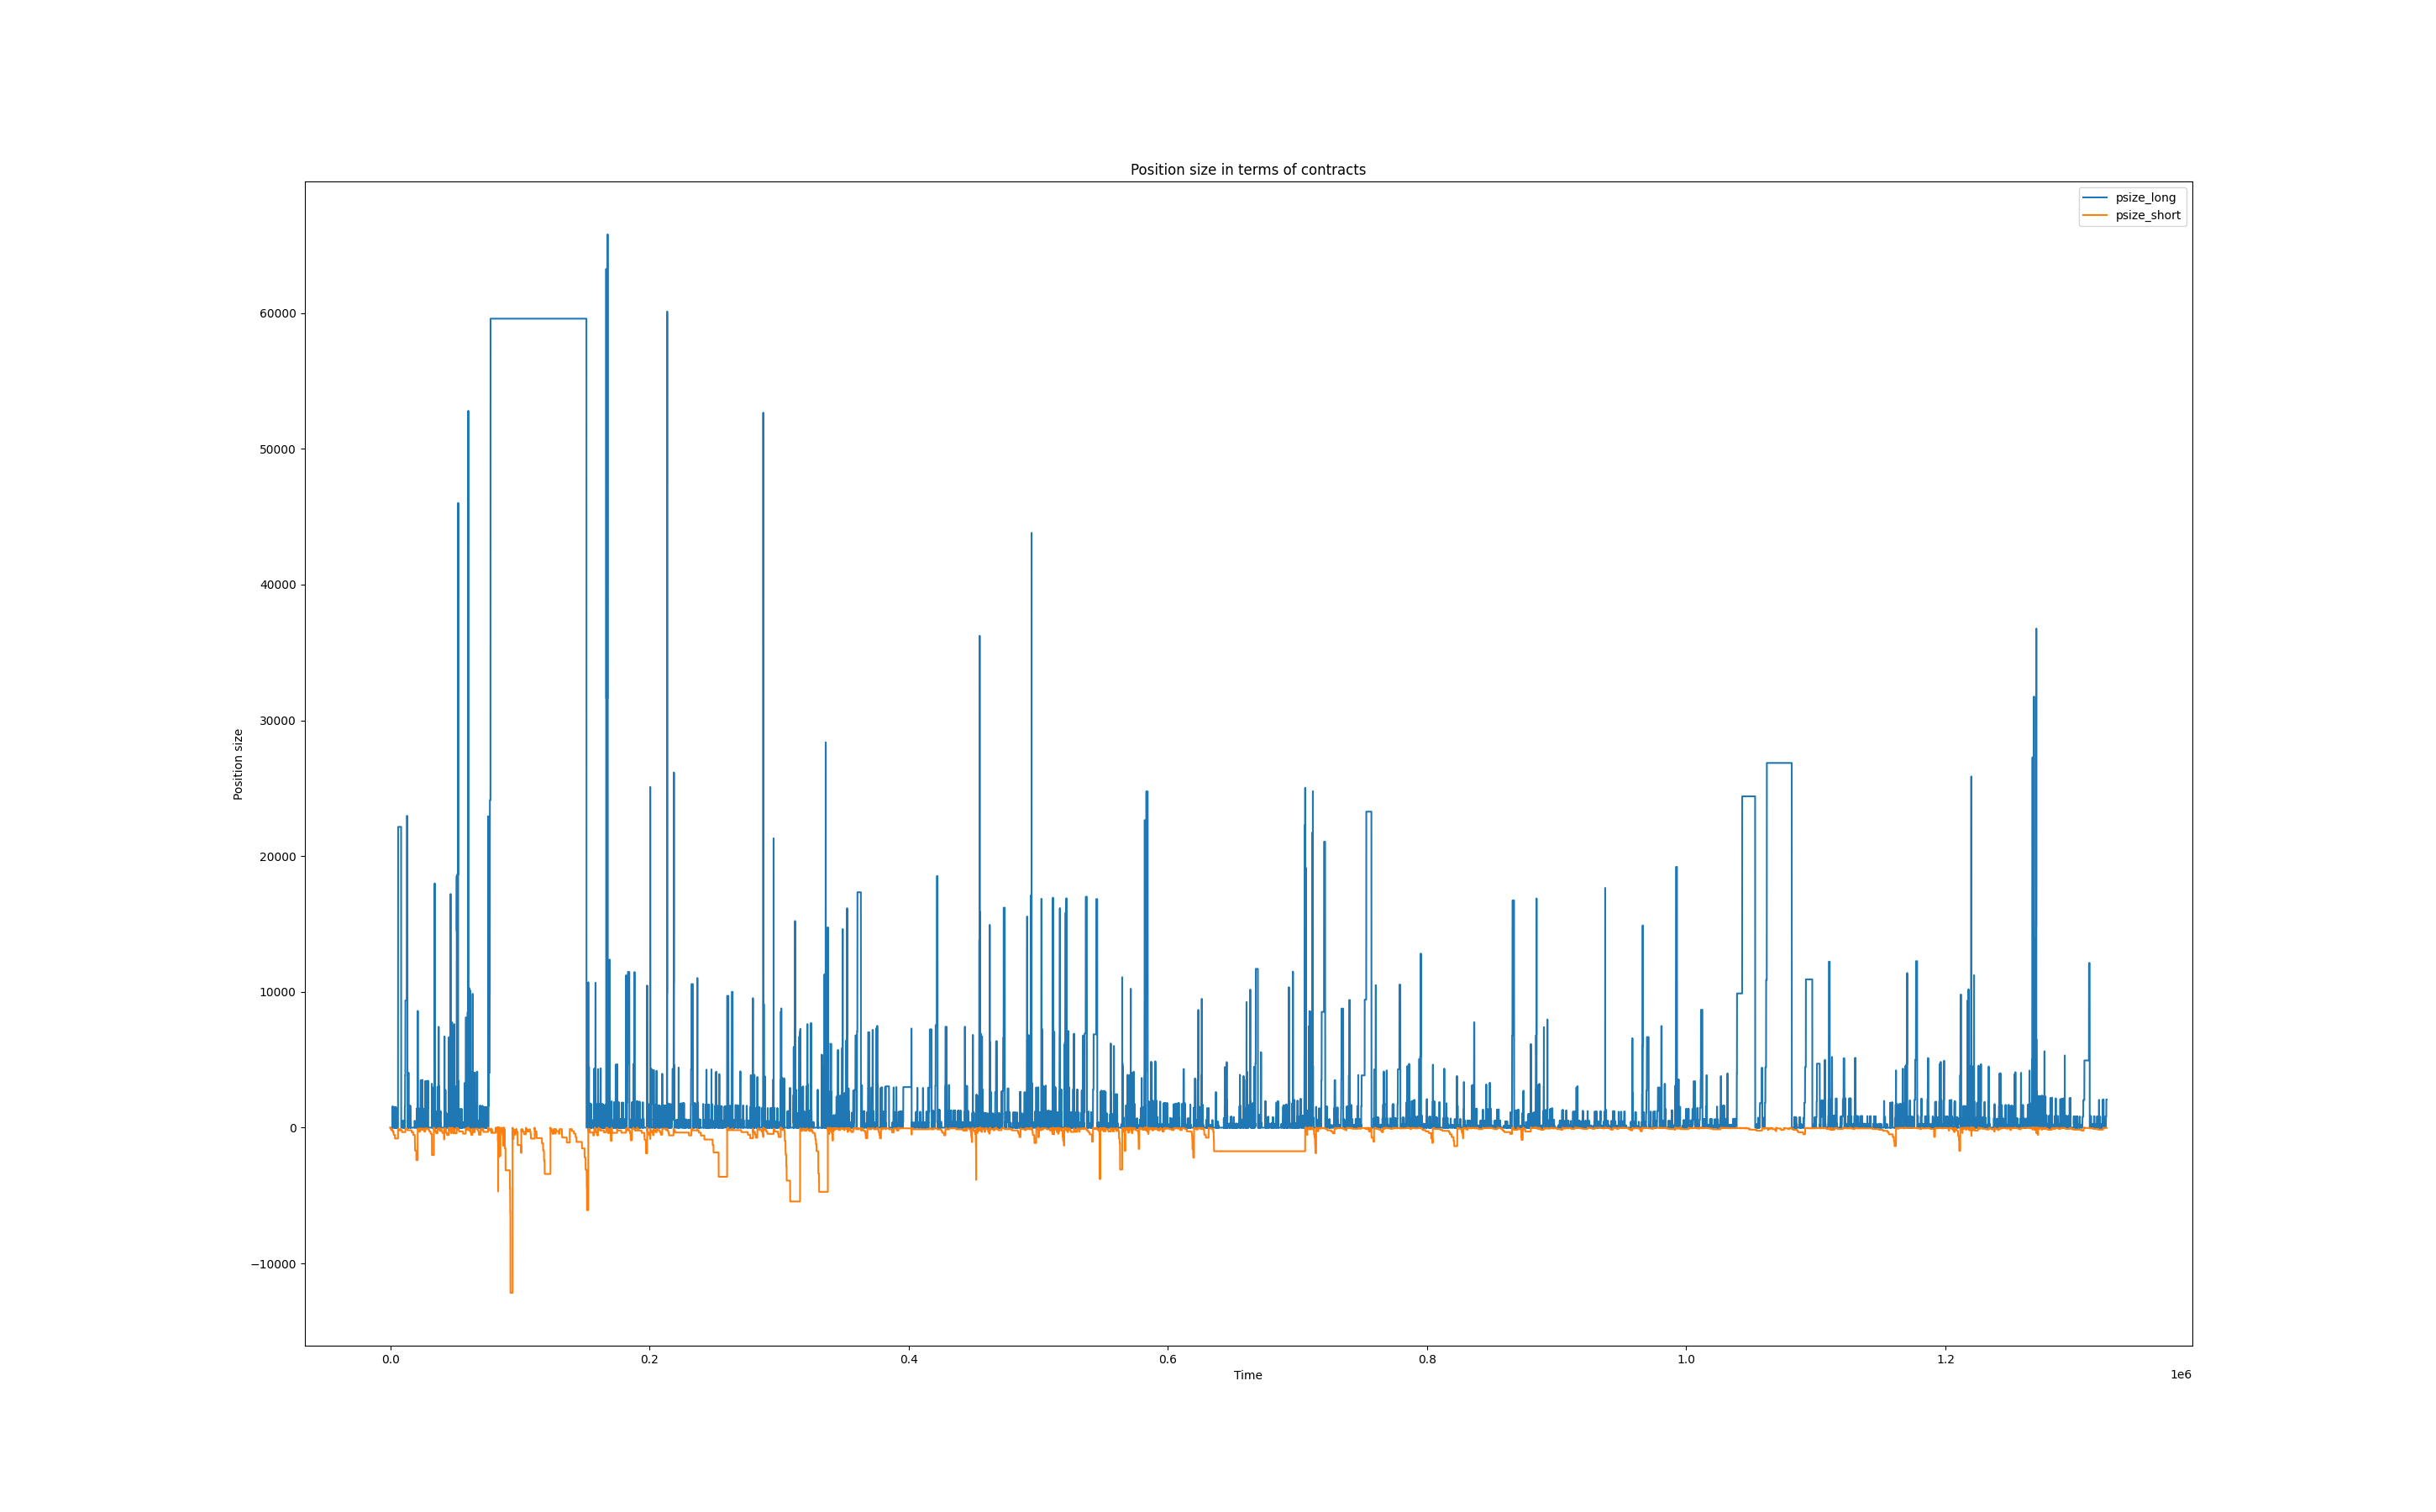 Position size in terms of contracts
psize_long
psize_short
Position size
60000
50000
40000
30000
20000
10000
0
−10000
0.0 0.2 0.4 0.6 0.8 1.0 1.2
Time
1e6